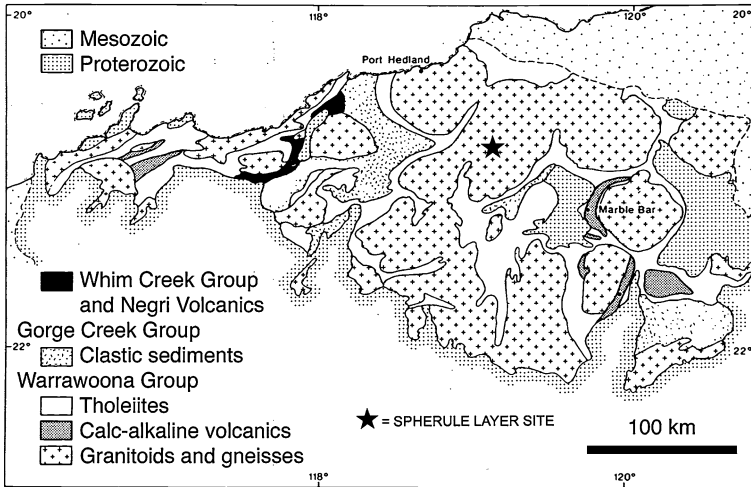 20°
118°
120°
20°
Mesozoic
Proterozoic
Port Hedland
Marble Bar
Whim Creek Group
and Negri Volcanics
Gorge Creek Group
Clastic sediments
22°
22°
Warrawoona Group
Tholeiites
Calc-alkaline volcanics
Granitoids and gneisses
= SPHERULE LAYER SITE
100 km
118°
120°